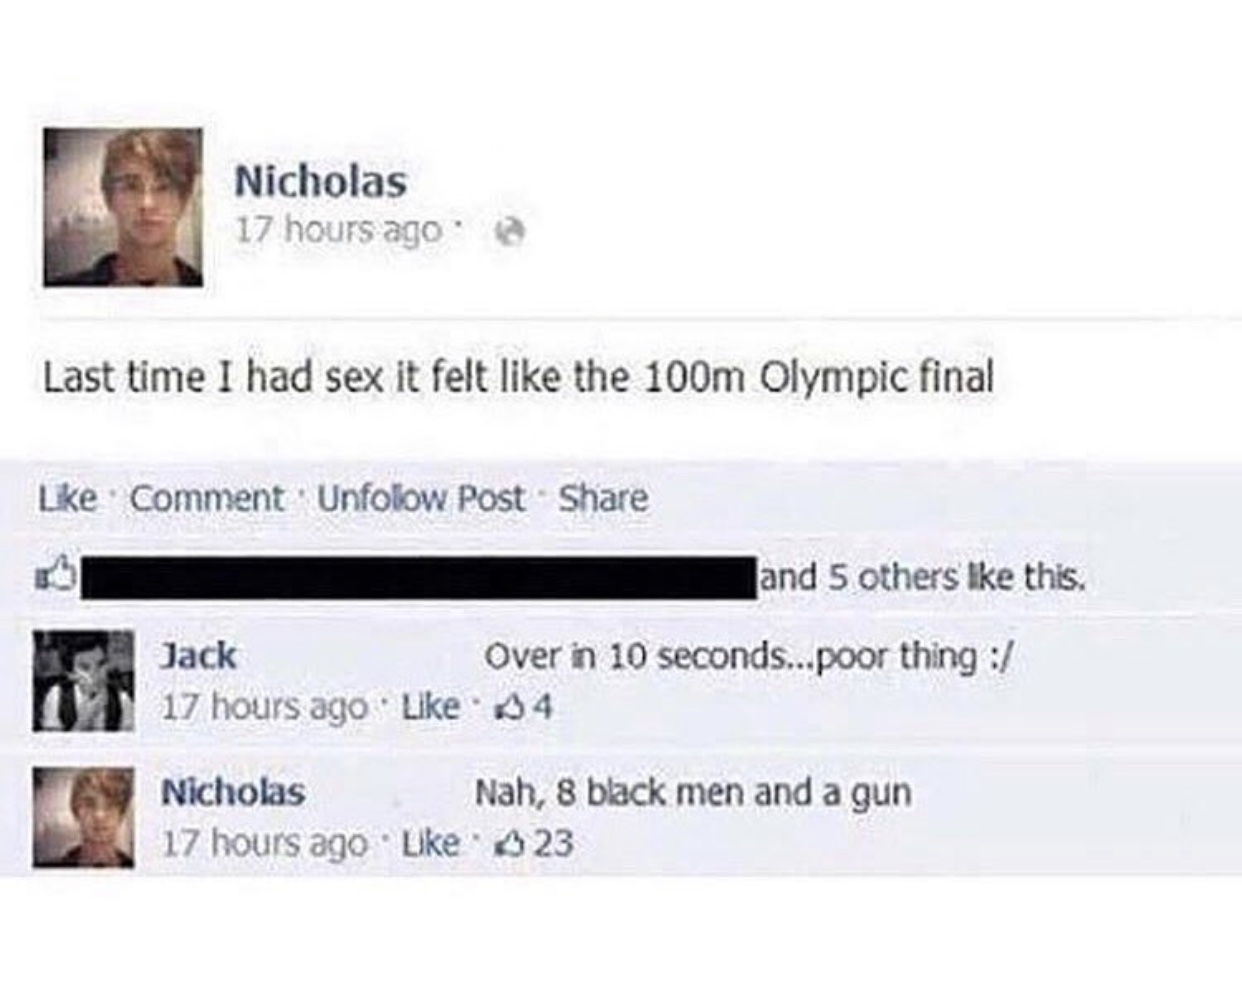 Nicholas
17 hours ago ·
Last time I had sex it felt like the 100m Olympic final
Like · Comment · Unfollow Post · Share
and 5 others like this.
Jack Over in 10 seconds...poor thing :/
17 hours ago · Like · 4
Nicholas Nah, 8 black men and a gun
17 hours ago · Like · 23